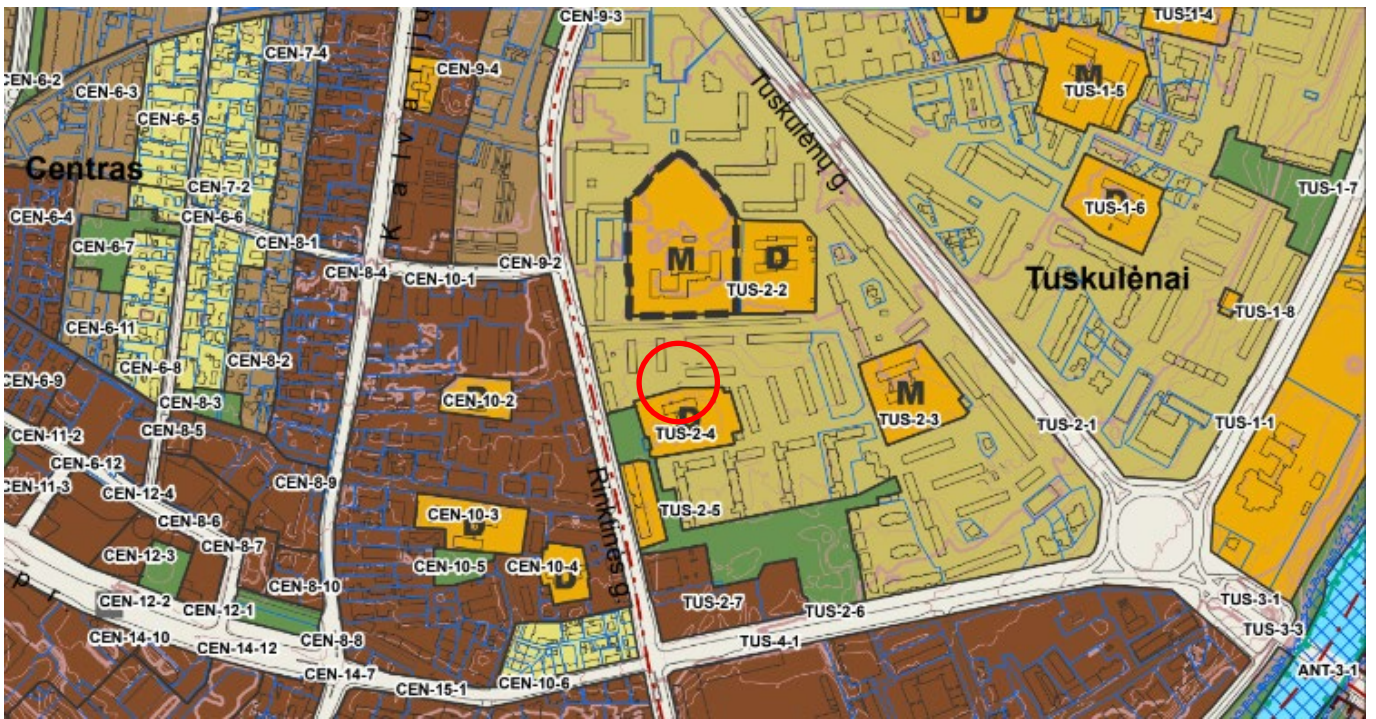 CEN-9-3
D
TUS-1-4
CEN-7-4
CEN-9-4
CEN-6-2
CEN-6-3
M
TUS-1-5
Kalvarijų
Tuskulėnų g.
CEN-6-5
Centras
CEN-7-2
TUS-1-7
D
TUS-1-6
CEN-6-4
CEN-6-6
CEN-6-7
CEN-8-1
CEN-8-4
CEN-10-1
CEN-9-2
M
D
TUS-2-2
Tuskulėnai
TUS-1-8
CEN-6-11
CEN-8-2
CEN-6-8
CEN-6-9
CEN-8-3
D
CEN-10-2
D
TUS-2-4
M
TUS-2-3
TUS-2-1
TUS-1-1
CEN-11-2
CEN-8-5
CEN-6-12
CEN-11-3
CEN-12-4
CEN-8-9
Rinktinės g.
CEN-8-6
CEN-10-3
D
TUS-2-5
CEN-8-7
CEN-12-3
CEN-10-5
CEN-10-4
D
CEN-8-10
pr.
CEN-12-2
CEN-12-1
TUS-2-7
TUS-2-6
TUS-3-1
CEN-14-10
CEN-14-12
CEN-8-8
TUS-4-1
TUS-3-3
CEN-14-7
CEN-15-1
CEN-10-6
ANT-3-1